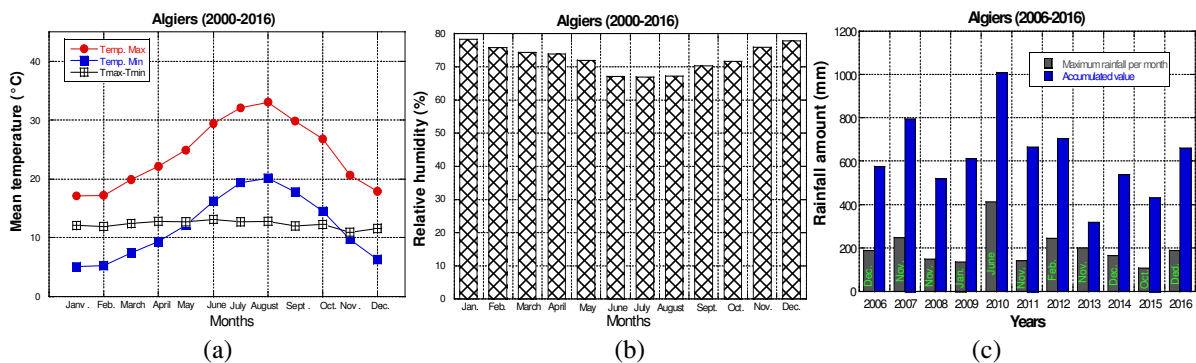 Algiers (2000-2016)
Temp. Max
Temp. Min
Tmax-Tmin
Mean temperature (°C)
40
30
20
10
0
Janv .
Feb.
March
April
May
June
July
August
Sept .
Oct.
Nov .
Dec.
Months
(a)
Algiers (2000-2016)
Relative humidity (%)
80
70
60
50
40
30
20
10
0
Jan.
Feb.
March
April
May
June
July
August
Sept.
Oct.
Nov.
Dec.
Months
(b)
Algiers (2006-2016)
Maximum rainfall per month
Accumulated value
Rainfall amount (mm)
1200
1000
800
600
400
200
0
Dec.
Nov.
Nov.
Jan.
June
Nov.
Feb.
Nov.
Dec.
Oct.
Ded.
2006
2007
2008
2009
2010
2011
2012
2013
2014
2015
2016
Years
(c)